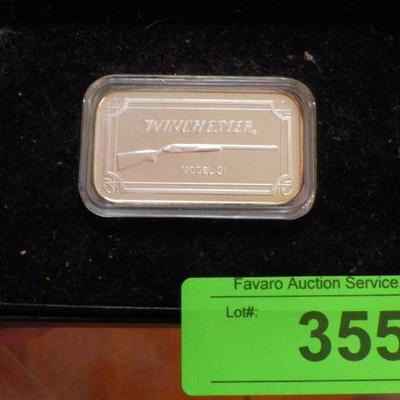 WINCHESTER
MODEL 21
Favaro Auction Service
Lot#:
355